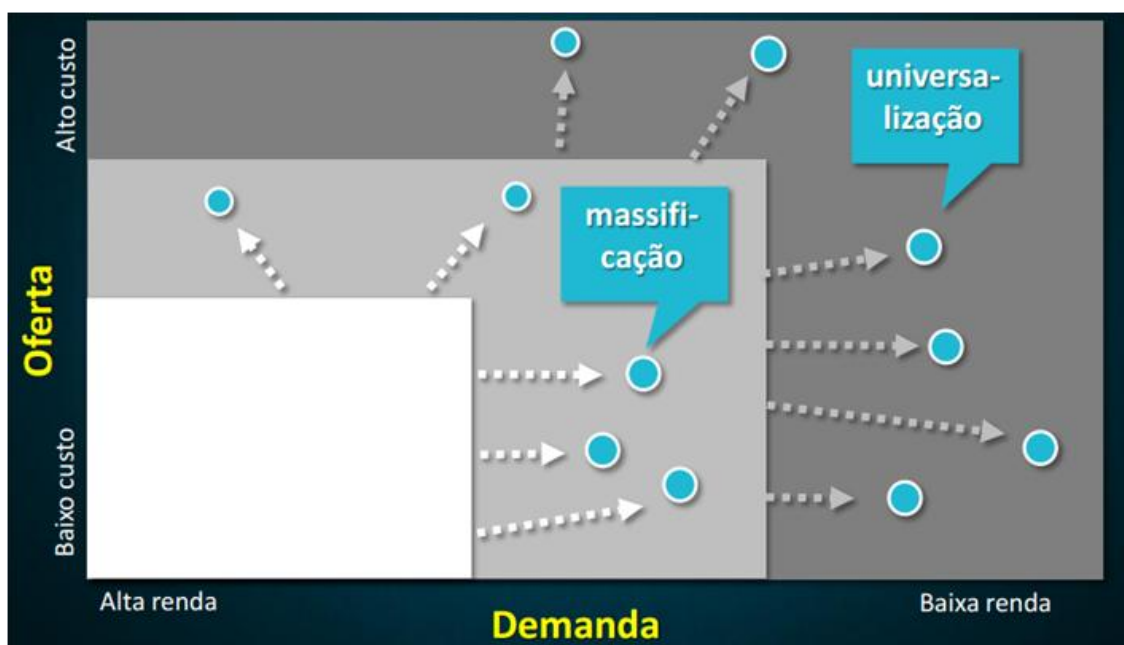 Alto custo
universa-
lização
massifi-
cação
Oferta
Baixo custo
Alta renda
Demanda
Baixa renda